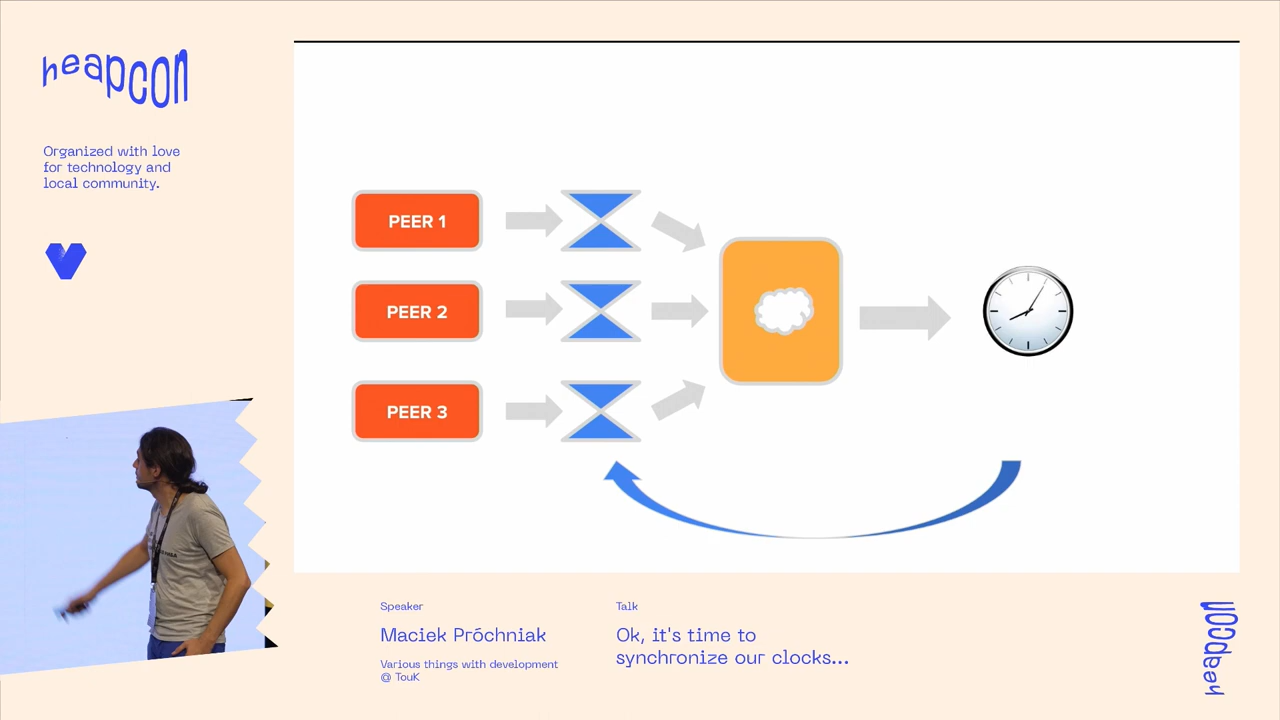 heapcon
Organized with love
for technology and
local community.
PEER 1
PEER 2
PEER 3
Speaker
Maciek Próchniak
Various things with development
@ TouK
Talk
Ok, it's time to
synchronize our clocks...
heapcon